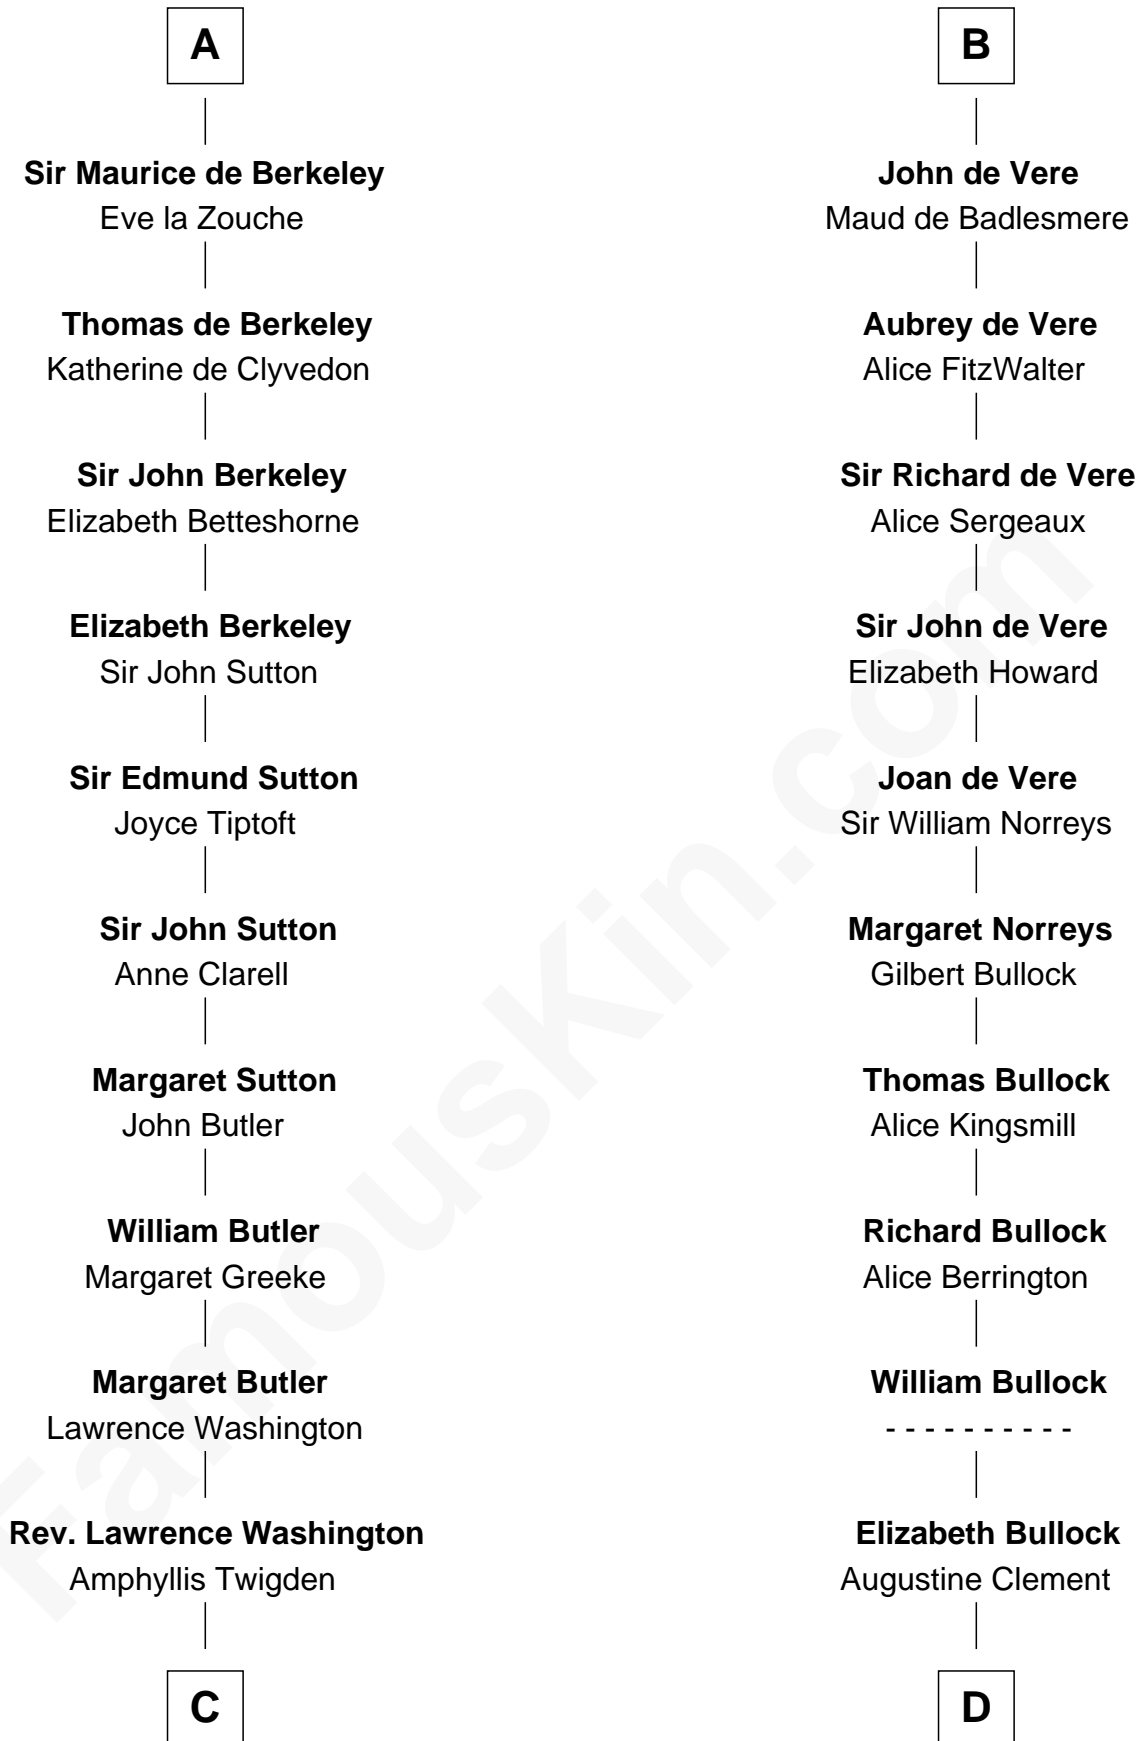 A
Sir Maurice de Berkeley
Eve la Zouche
Thomas de Berkeley
Katherine de Clyvedon
Sir John Berkeley
Elizabeth Betteshorne
Elizabeth Berkeley
Sir John Sutton
Sir Edmund Sutton
Joyce Tiptoft
Sir John Sutton
Anne Clarell
Margaret Sutton
John Butler
William Butler
Margaret Greeke
Margaret Butler
Lawrence Washington
Rev. Lawrence Washington
Amphyllis Twigden
C
B
John de Vere
Maud de Badlesmere
Aubrey de Vere
Alice FitzWalter
Sir Richard de Vere
Alice Sergeaux
Sir John de Vere
Elizabeth Howard
Joan de Vere
Sir William Norreys
Margaret Norreys
Gilbert Bullock
Thomas Bullock
Alice Kingsmill
Richard Bullock
Alice Berrington
William Bullock
- - - - - - - - - -
Elizabeth Bullock
Augustine Clement
D
FamousKin.com